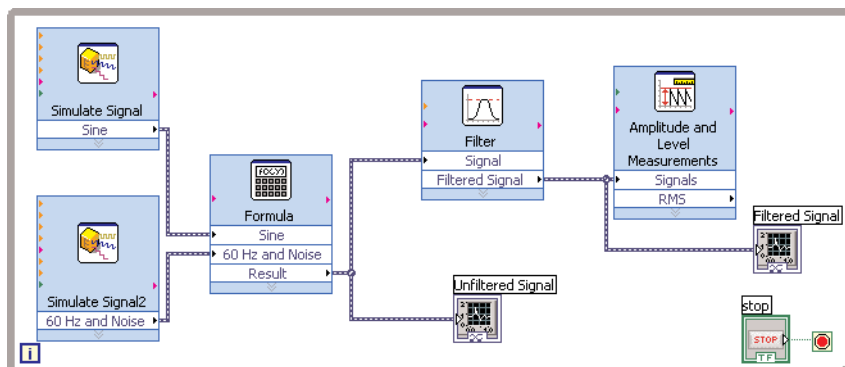 Simulate Signal
Sine
Simulate Signal2
60 Hz and Noise
f(x,y)
Formula
Sine
60 Hz and Noise
Result
Filter
Signal
Filtered Signal
Unfiltered Signal
Amplitude and
Level
Measurements
Signals
RMS
Filtered Signal
stop
STOP
TF
i